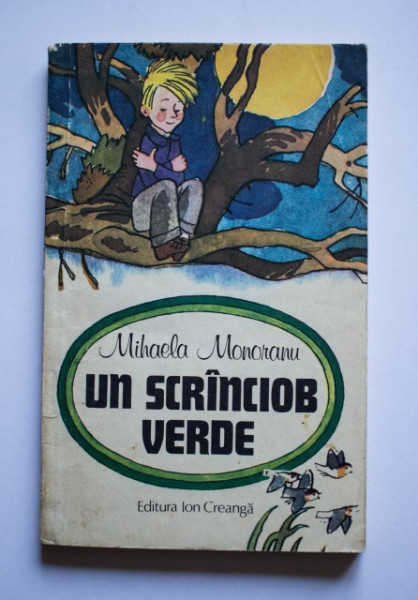 Mihaela Monoranu
UN SCRÎNCIOB
VERDE
Editura Ion Creangă